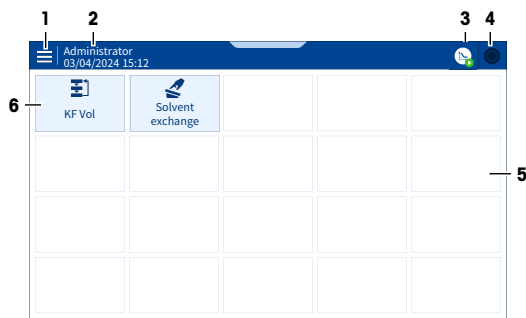 1 2 3 4
Administrator
03/04/2024 15:12
6
KF Vol
Solvent
exchange
5